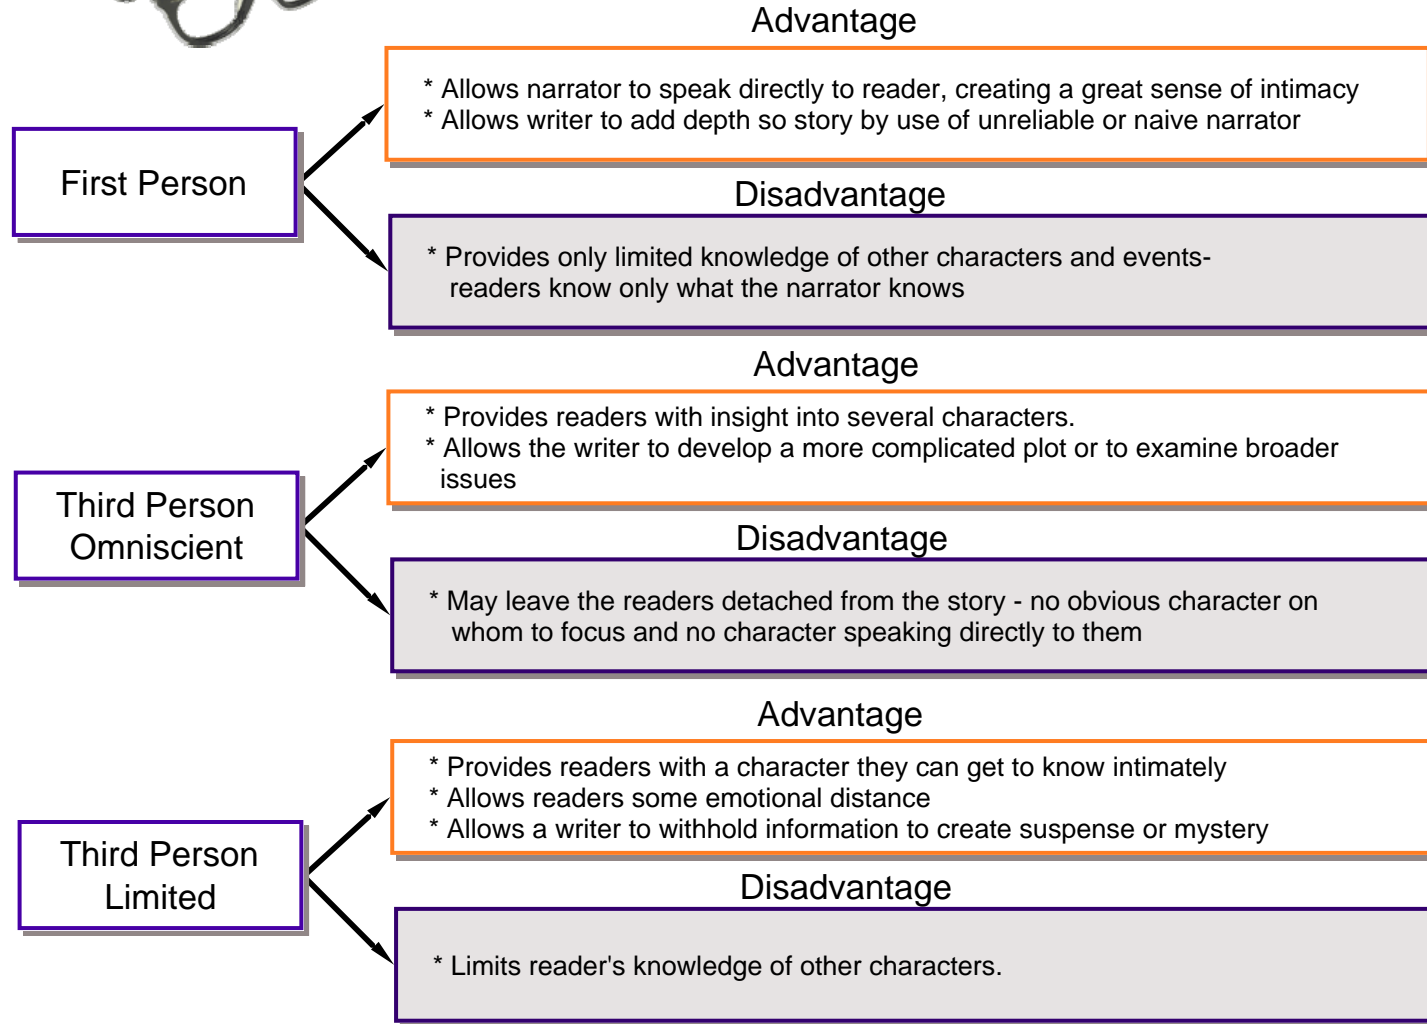 Advantage
* Allows narrator to speak directly to reader, creating a great sense of intimacy
* Allows writer to add depth so story by use of unreliable or naive narrator
First Person
Disadvantage
* Provides only limited knowledge of other characters and events-
readers know only what the narrator knows
Advantage
* Provides readers with insight into several characters.
* Allows the writer to develop a more complicated plot or to examine broader
issues
Third Person
Omniscient
Disadvantage
* May leave the readers detached from the story - no obvious character on
whom to focus and no character speaking directly to them
Advantage
* Provides readers with a character they can get to know intimately
* Allows readers some emotional distance
* Allows a writer to withhold information to create suspense or mystery
Third Person
Limited
Disadvantage
* Limits reader's knowledge of other characters.